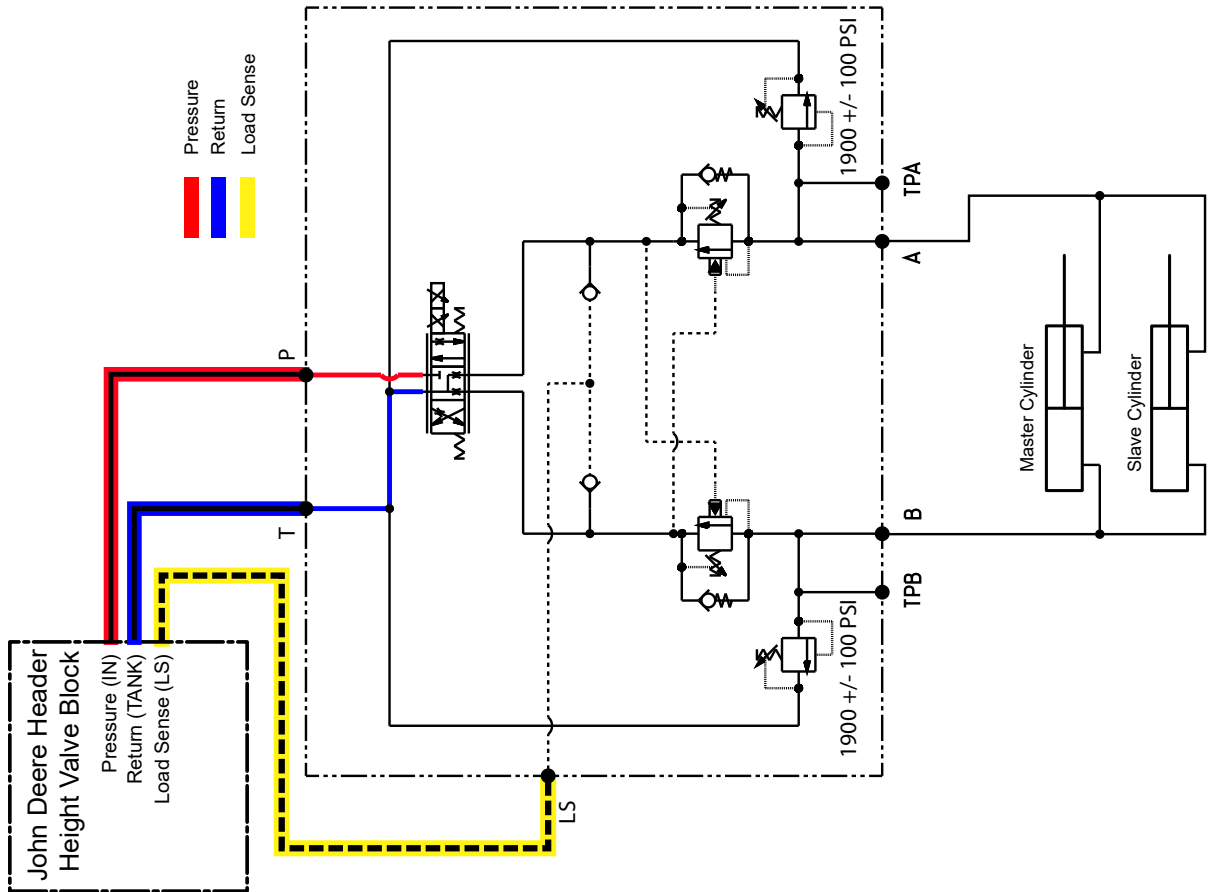 John Deere Header
Height Valve Block
Pressure (IN)
Return (TANK)
Load Sense (LS)
Pressure
Return
Load Sense
T
P
LS
1900 +/- 100 PSI
1900 +/- 100 PSI
TPB
B
A
TPA
Master Cylinder
Slave Cylinder